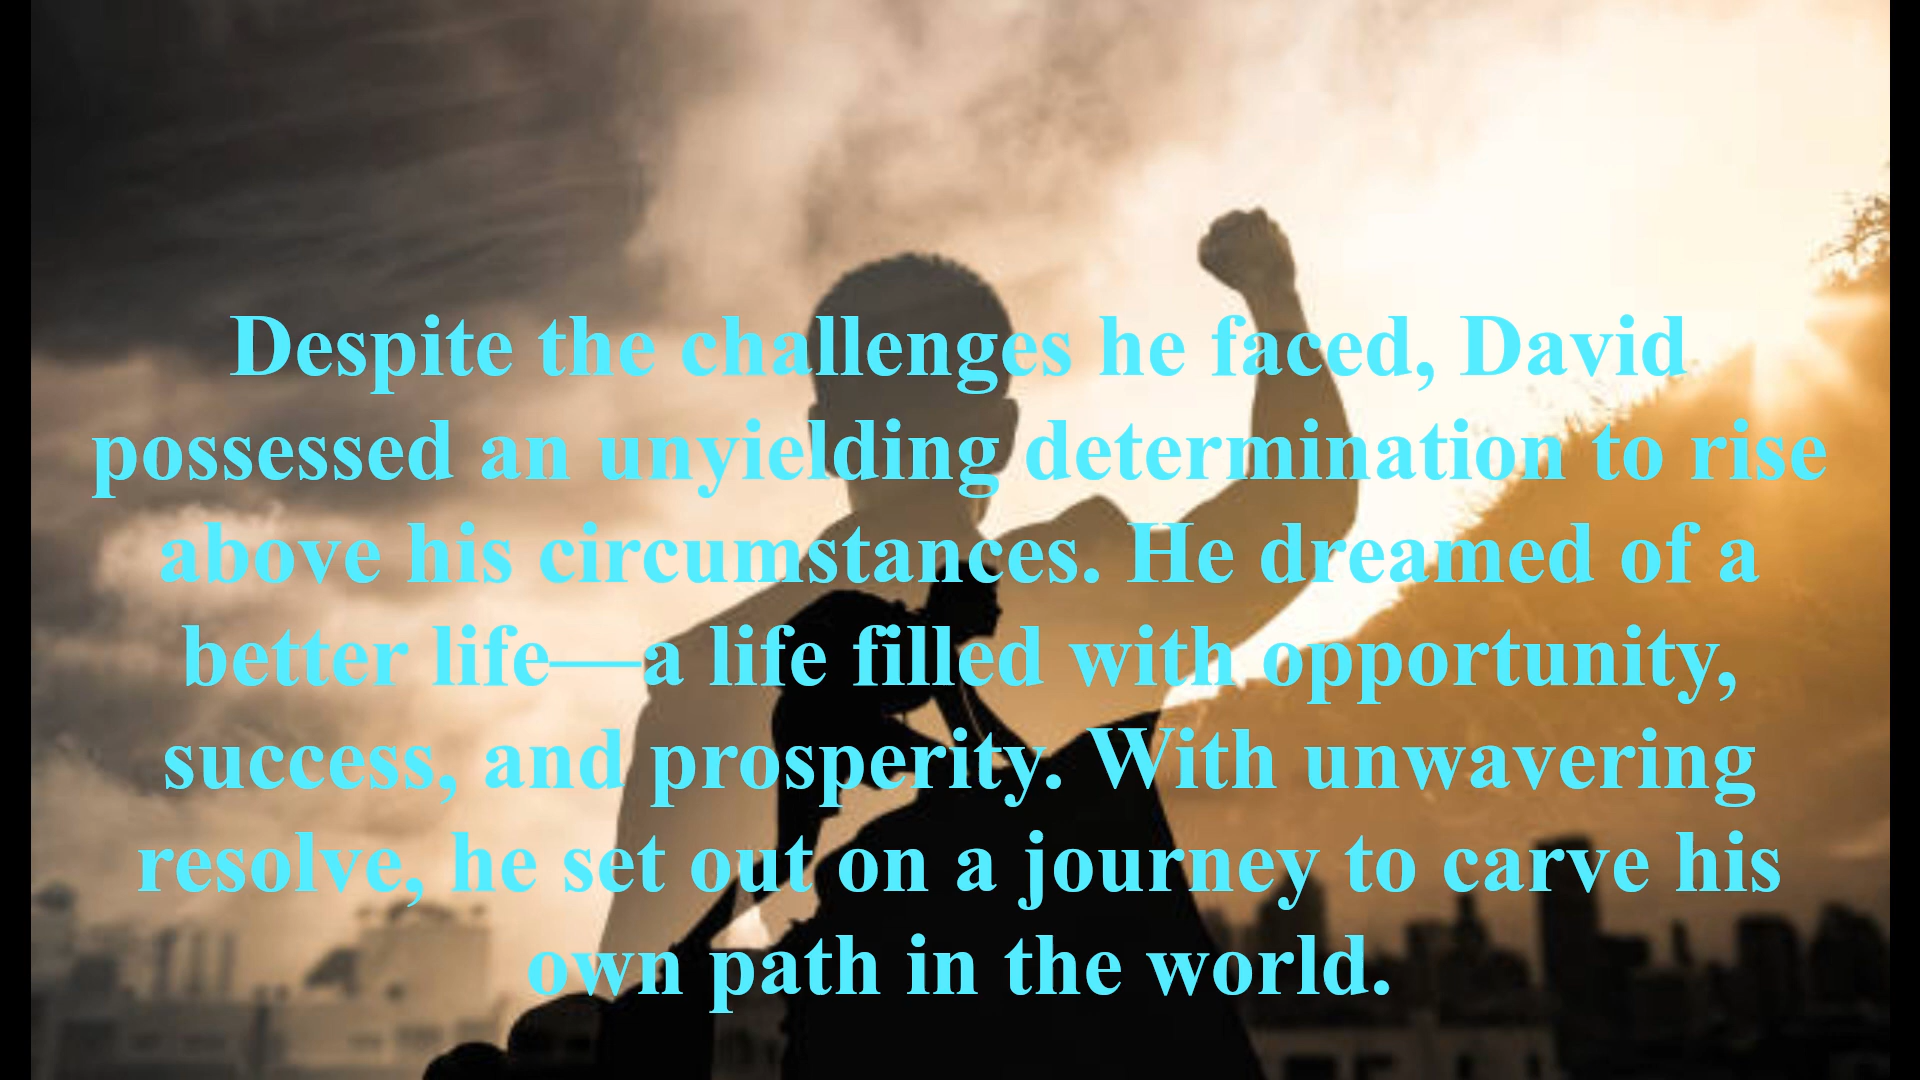 Despite the challenges he faced, David
possessed an unyielding determination to rise
above his circumstances. He dreamed of a
better life—a life filled with opportunity,
success, and prosperity. With unwavering
resolve, he set out on a journey to carve his
own path in the world.